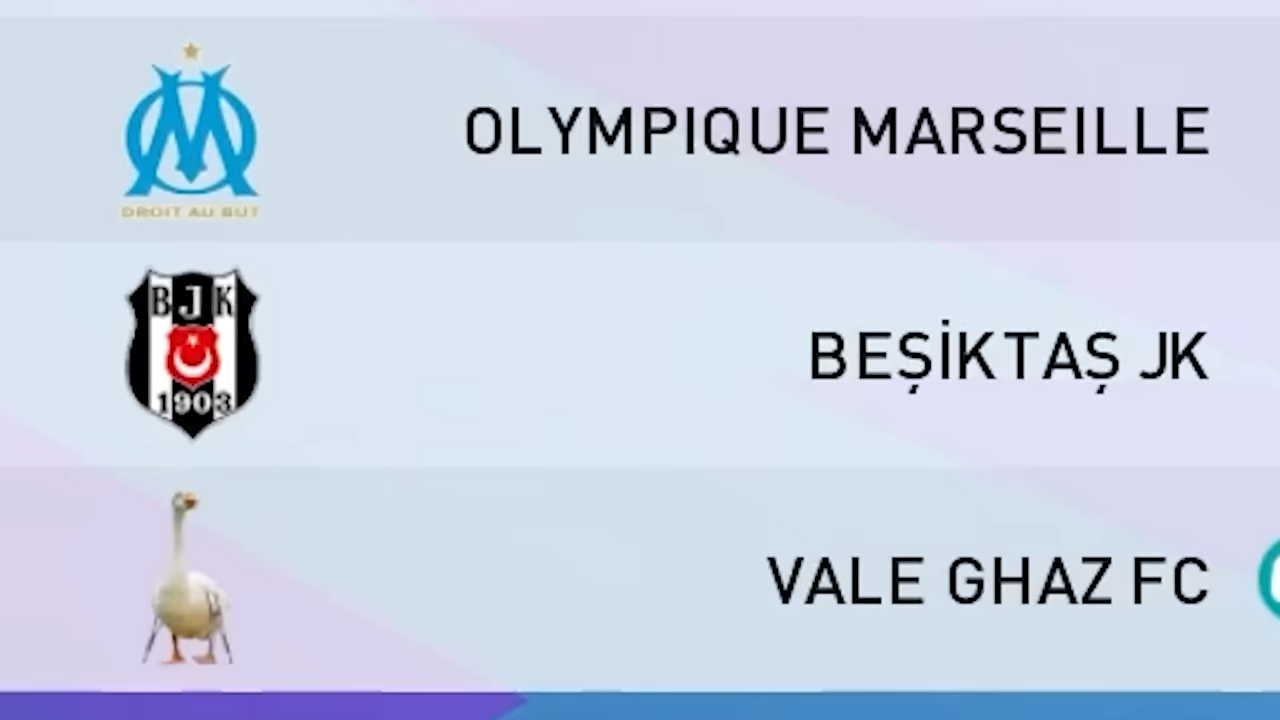 OLYMPIQUE MARSEILLE
DROIT AU BUT
BJK
1903
BEŞİKTAŞ JK
VALE GHAZ FC